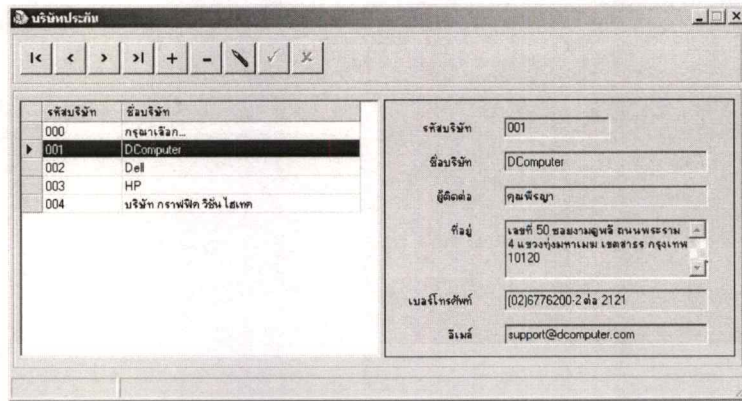 บริษัทประกัน
รหัสบริษัท ชื่อบริษัท
000 กรุณาเลือก...
001 DComputer
002 Dell
003 HP
004 บริษัท กราฟฟิค วิชั่น ไฮเทค
รหัสบริษัท 001
ชื่อบริษัท DComputer
ผู้ติดต่อ คุณพีรญา
ที่อยู่ เลขที่ 50 ซอยงามดูพลี ถนนพระราม
4 แขวงทุ่งมหาเมฆ เขตสาธร กรุงเทพ
10120
เบอร์โทรศัพท์ (02)6776200-2 ต่อ 2121
อีเมล์ support@dcomputer.com